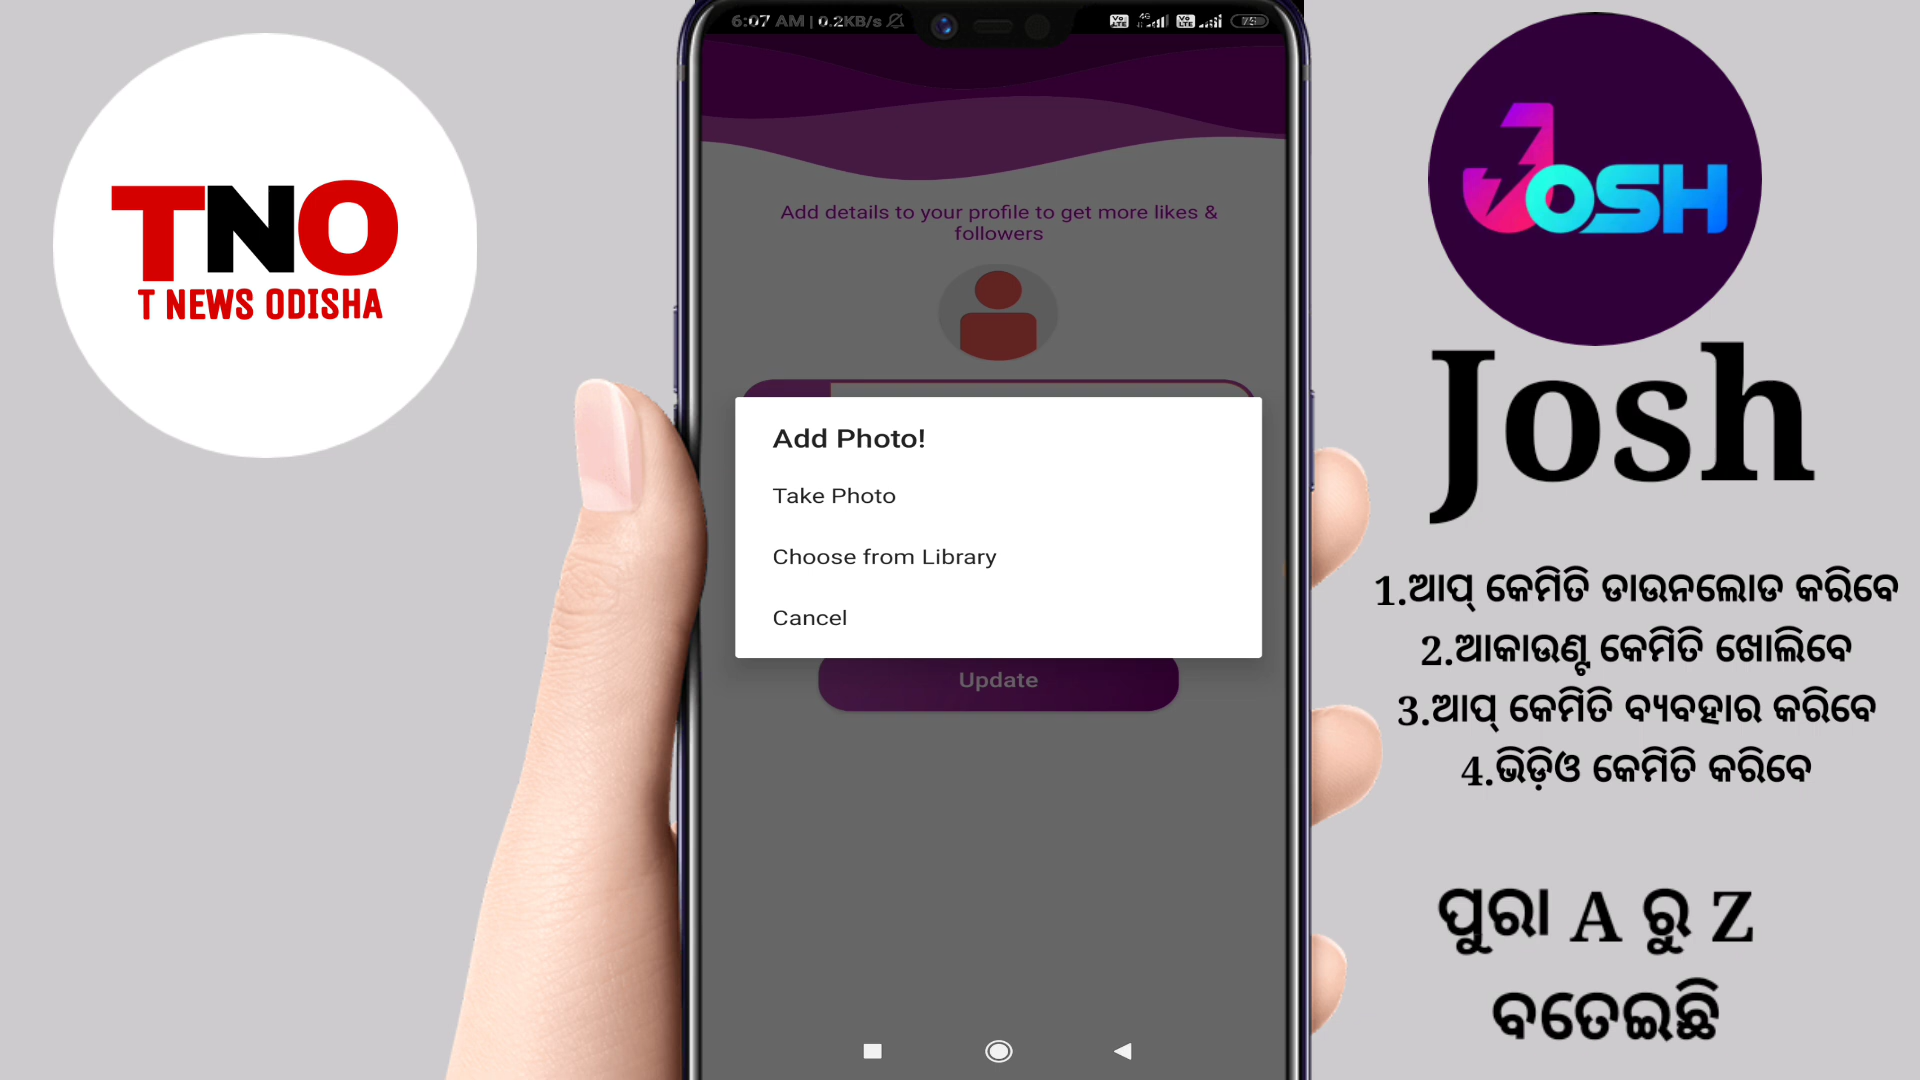 TNO
T NEWS ODISHA
6:07 AM | 0.2KB/s
Add details to your profile to get more likes &
followers
Add Photo!
Take Photo
Choose from Library
Cancel
Update
JOSH
Josh
1.ଆପ୍ କେମିତି ଡାଉନଲୋଡ କରିବେ
2.ଆକାଉଣ୍ଟ କେମିତି ଖୋଲିବେ
3.ଆପ୍ କେମିତି ବ୍ୟବହାର କରିବେ
4.ଭିଡ଼ିଓ କେମିତି କରିବେ
ପୁରା A ରୁ Z
ବତେଇଛି